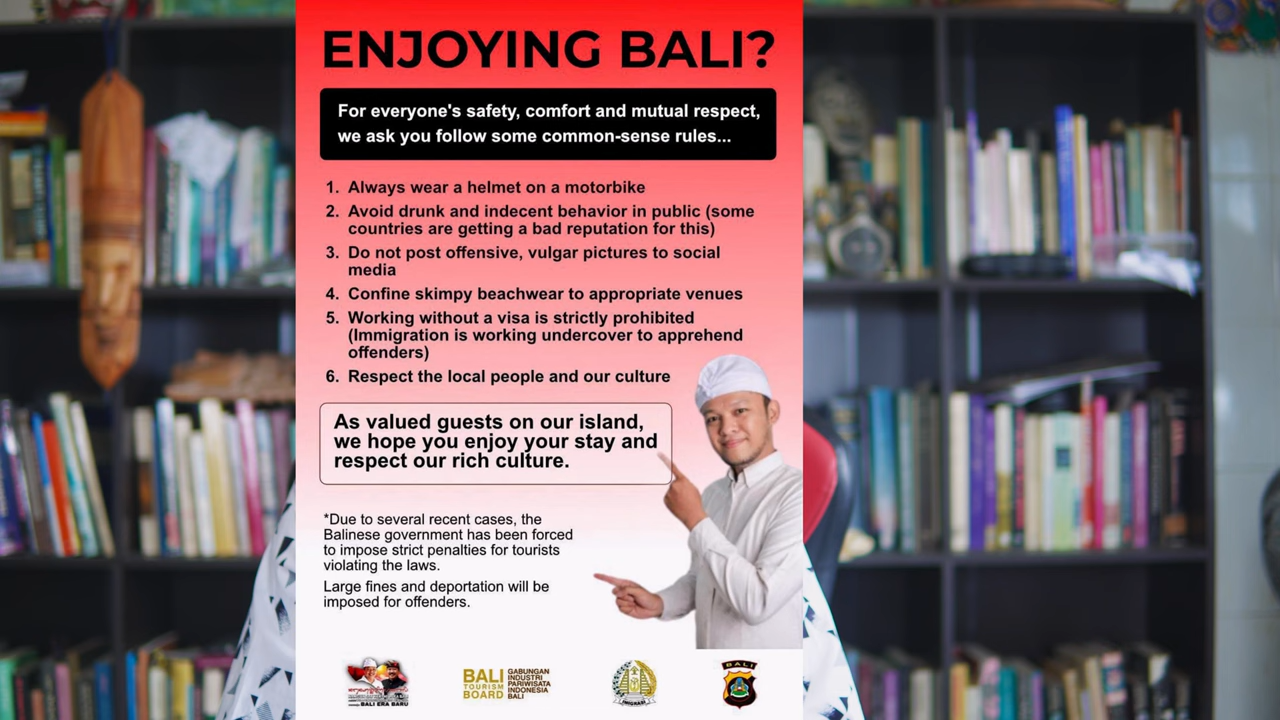 ENJOYING BALI?
For everyone's safety, comfort and mutual respect,
we ask you follow some common-sense rules...
1. Always wear a helmet on a motorbike
2. Avoid drunk and indecent behavior in public (some
countries are getting a bad reputation for this)
3. Do not post offensive, vulgar pictures to social
media
4. Confine skimpy beachwear to appropriate venues
5. Working without a visa is strictly prohibited
(Immigration is working undercover to apprehend
offenders)
6. Respect the local people and our culture
As valued guests on our island,
we hope you enjoy your stay and
respect our rich culture.
*Due to several recent cases, the
Balinese government has been forced
to impose strict penalties for tourists
violating the laws.
Large fines and deportation will be
imposed for offenders.
BALI ERA BARU
BALI
TOURISM
BOARD
GABUNGAN
INDUSTRI
PARIWISATA
INDONESIA
BALI
IMIGRASI
BALI